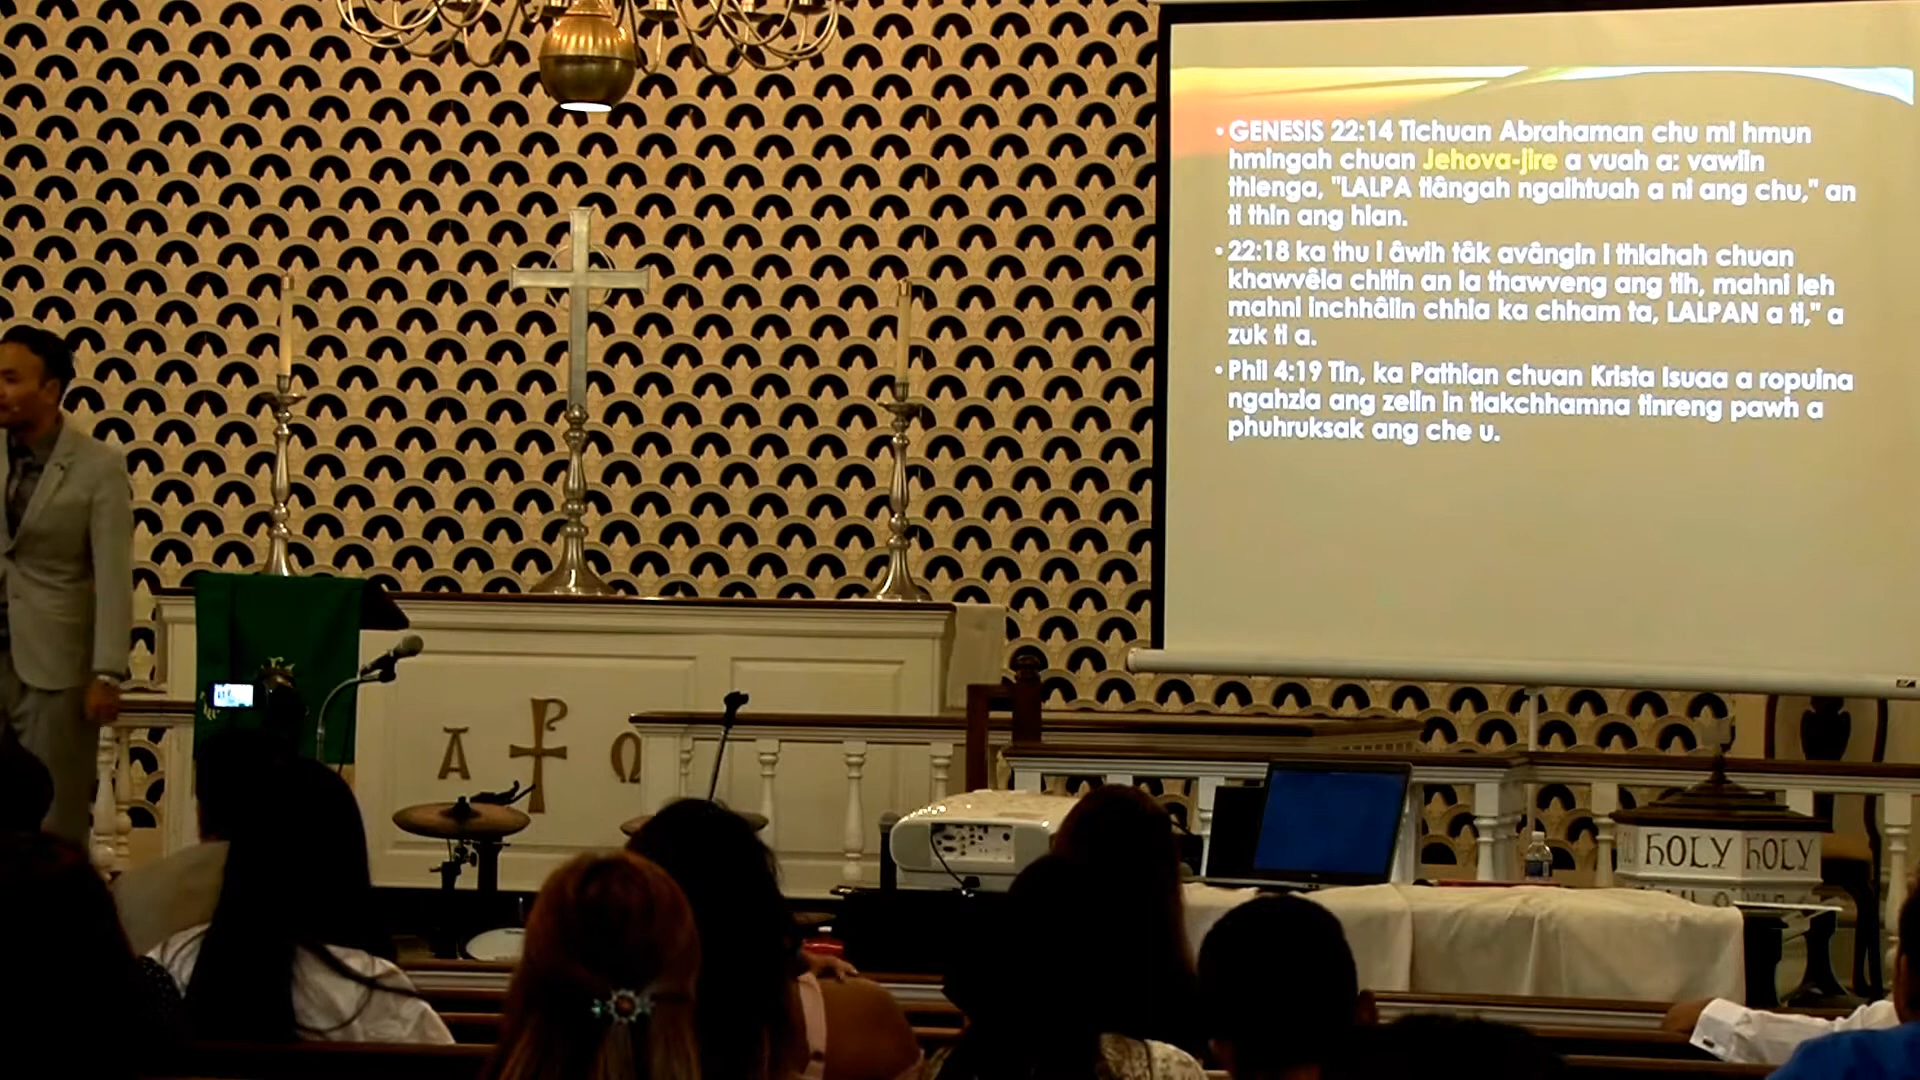 • GENESIS 22:14 Tichuan Abrahaman chu mi hmun
hmingah chuan Jehova-jire a vuah a: vawiin
thlenga, "LALPA tlângah ngaihtuah a ni ang chu," an
ti thin ang hian.
• 22:18 ka thu i âwih tâk avângin i thlahah chuan
khawvêla chitin an la thawveng ang tih, mahni leh
mahni inchhâlin chhia ka chham ta, LALPAN a ti," a
zuk ti a.
• Phil 4:19 Tin, ka Pathian chuan Krista Isuaa a ropuina
ngahzia ang zelin in tlakchhamna tinreng pawh a
phuhruksak ang che u.
Α Ω
HOLY HOLY